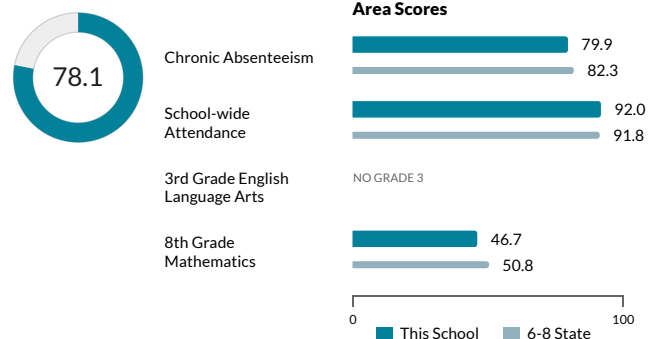 Area Scores
78.1
Chronic Absenteeism
79.9
82.3
School-wide
Attendance
92.0
91.8
3rd Grade English
Language Arts
NO GRADE 3
8th Grade
Mathematics
46.7
50.8
0
100
This School
6-8 State